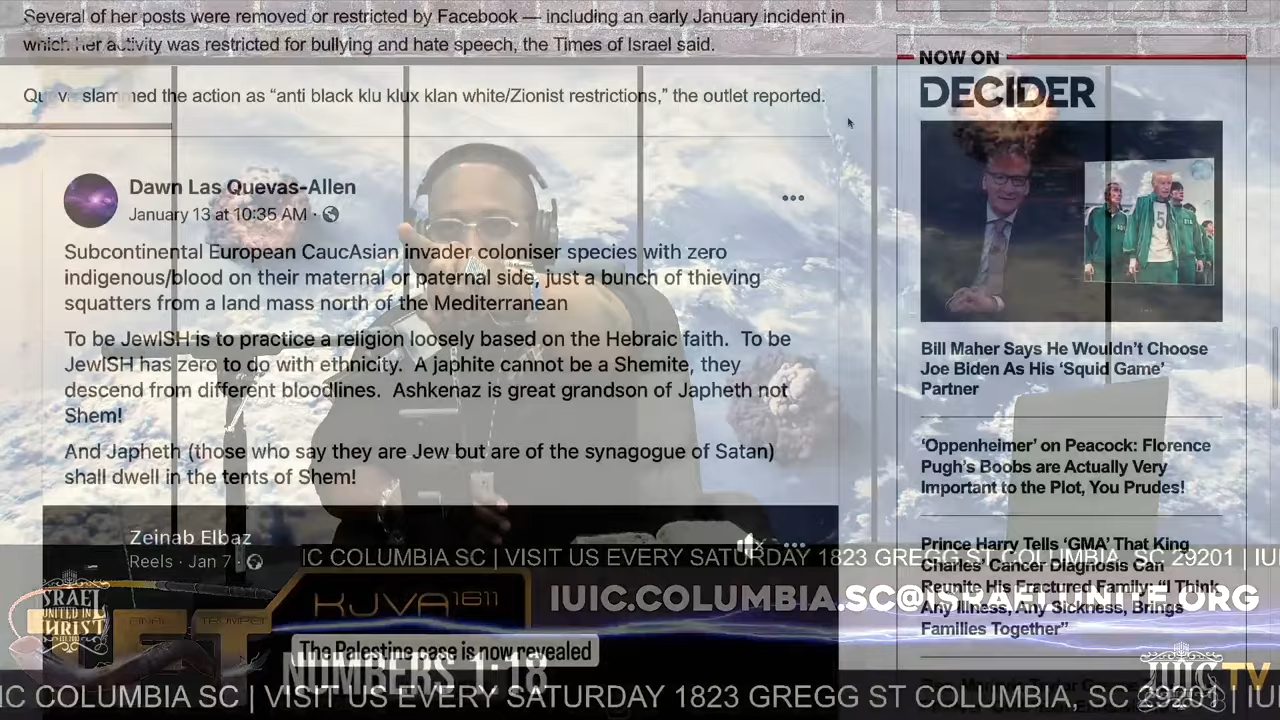 Several of her posts were removed or restricted by Facebook — including an early January incident in
which her activity was restricted for bullying and hate speech, the Times of Israel said.
slammed the action as “anti black klu klux klan white/Zionist restrictions,” the outlet reported.
Dawn Las Quevas-Allen
January 13 at 10:35 AM ·
Subcontinental European CaucAsian invader coloniser species with zero
indigenous/blood on their maternal or paternal side, just a bunch of thieving
squatters from a land mass north of the Mediterranean
To be JewISH is to practice a religion loosely based on the Hebraic faith. To be
JewISH has zero to do with ethnicity. A japhite cannot be a Shemite, they
descend from different bloodlines. Ashkenaz is great grandson of Japheth not
Shem!
And Japheth (those who say they are Jew but are of the synagogue of Satan)
shall dwell in the tents of Shem!
Zeinab Elbaz
Reels · Jan 7 ·
The Palestine case is now revealed
NOW ON
DECIDER
5
Bill Maher Says He Wouldn’t Choose
Joe Biden As His ‘Squid Game’
Partner
‘Oppenheimer’ on Peacock: Florence
Pugh’s Boobs are Actually Very
Important to the Plot, You Prudes!
Prince Harry Tells ‘GMA’ That King
Charles’ Cancer Diagnosis Can
Reunite His Fractured Family: “I Think
Any Illness, Any Sickness, Brings
Families Together”
IC COLUMBIA SC | VISIT US EVERY SATURDAY 1823 GREGG ST COLUMBIA, SC 29201 | IU
KJVA1611
IUIC.COLUMBIA.SC@ISRAELUNITE.ORG
ISRAEL
UNITED IN
CHRIST
FINAL TRUMPET
FT
NUMBERS 1:18
IUIC TV
IC COLUMBIA SC | VISIT US EVERY SATURDAY 1823 GREGG ST COLUMBIA, SC 29201 | IUI